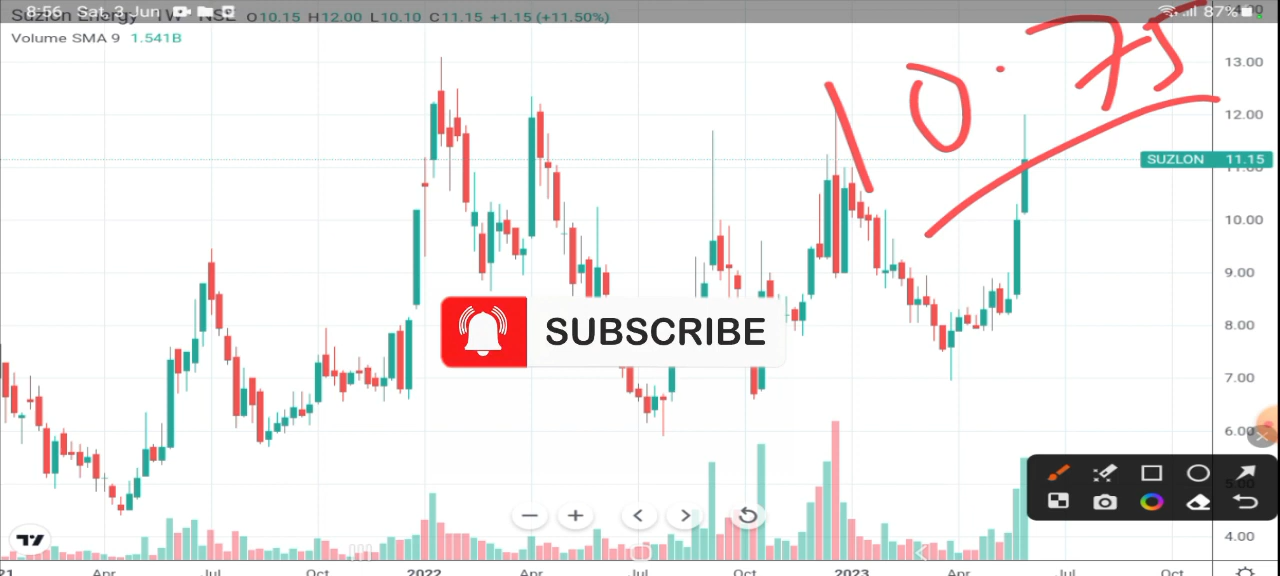 8:56 Sat, 3 Jun 87%
Suzlon Energy 1W NSE O10.15 H12.00 L10.10 C11.15 +1.15 (+11.50%)
Volume SMA 9 1.541B
10.75
13.00
12.00
SUZLON 11.15
11.00
10.00
9.00
8.00
SUBSCRIBE
7.00
6.00
5.00
4.00
21 Apr Jul Oct 2022 Apr Jul Oct 2023 Apr Jul Oct